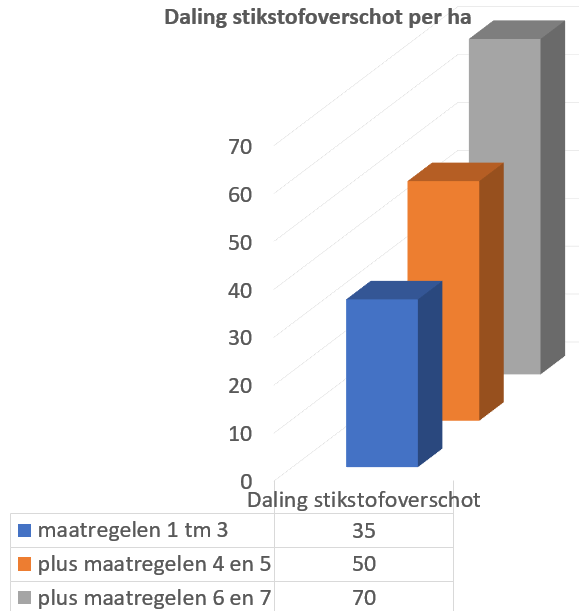 Daling stikstofoverschot per ha
70
60
50
40
30
20
10
0
Daling stikstofoverschot
maatregelen 1 tm 3 35
plus maatregelen 4 en 5 50
plus maatregelen 6 en 7 70